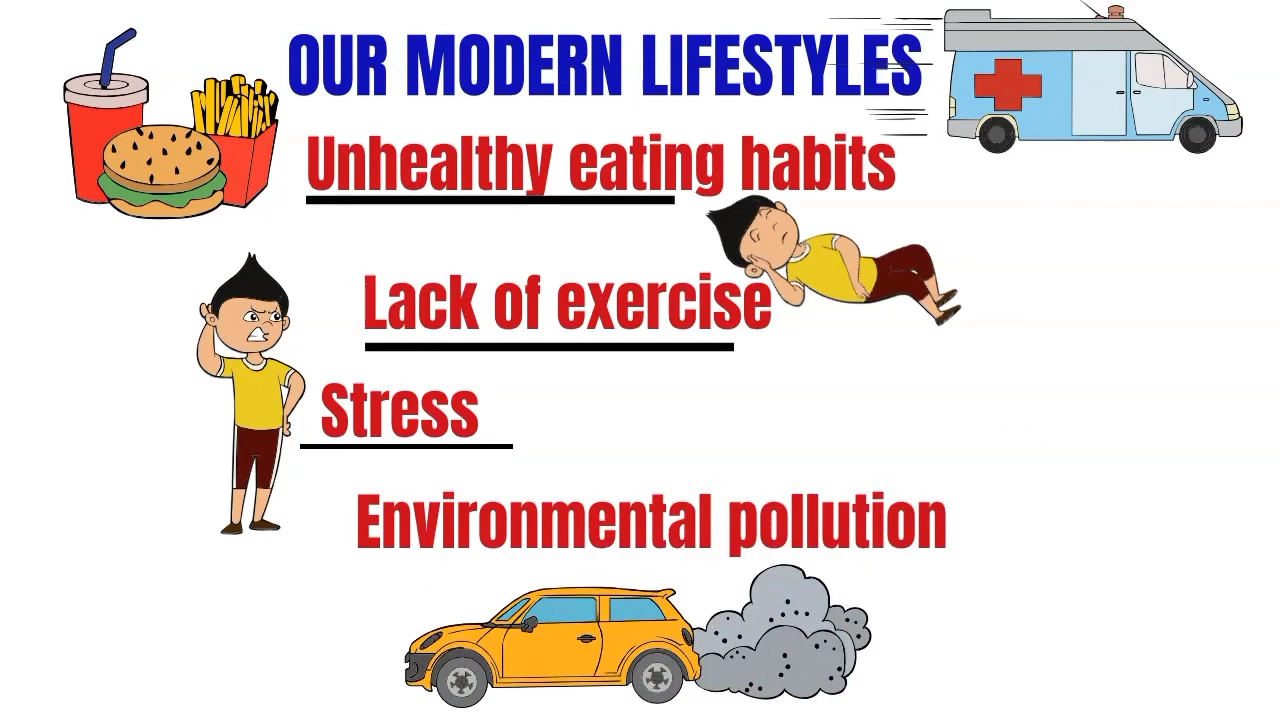 OUR MODERN LIFESTYLES
Unhealthy eating habits
Lack of exercise
Stress
Environmental pollution